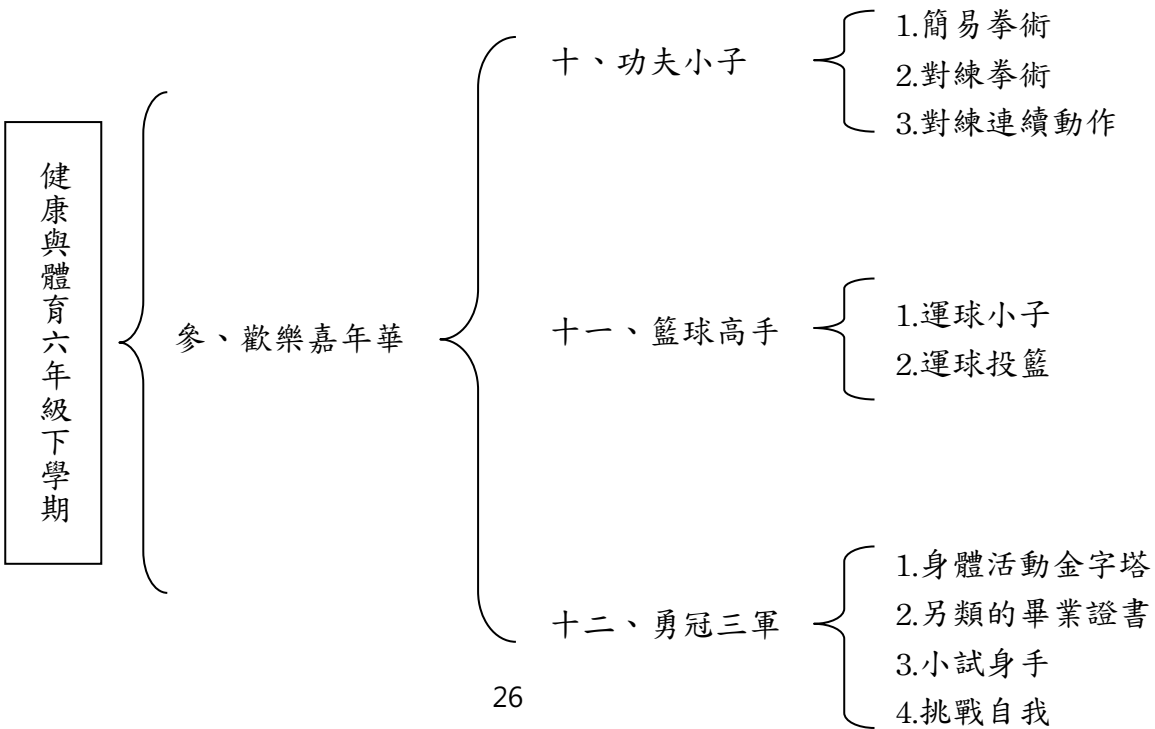 健康與體育六年級下學期
參、歡樂嘉年華
十、功夫小子
1.簡易拳術
2.對練拳術
3.對練連續動作
十一、籃球高手
1.運球小子
2.運球投籃
十二、勇冠三軍
1.身體活動金字塔
2.另類的畢業證書
3.小試身手
4.挑戰自我
26